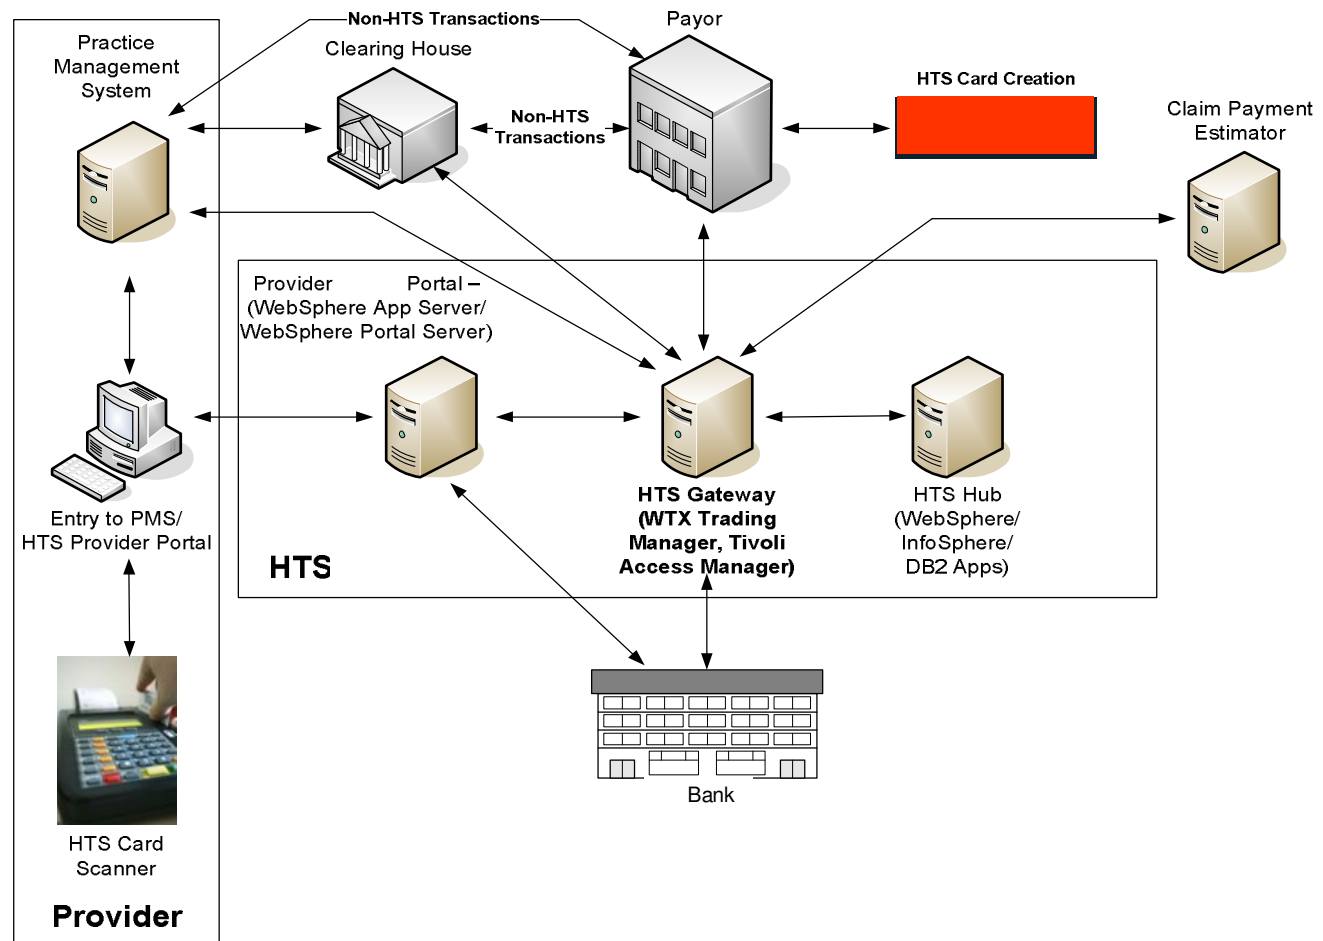 Non-HTS Transactions
Payor
Practice
Management
System
Clearing House
HTS Card Creation
Claim Payment
Estimator
Non-HTS
Transactions
Provider Portal –
(WebSphere App Server/
WebSphere Portal Server)
Entry to PMS/
HTS Provider Portal
HTS Gateway
(WTX Trading
Manager, Tivoli
Access Manager)
HTS Hub
(WebSphere/
InfoSphere/
DB2 Apps)
HTS
Bank
HTS Card
Scanner
Provider